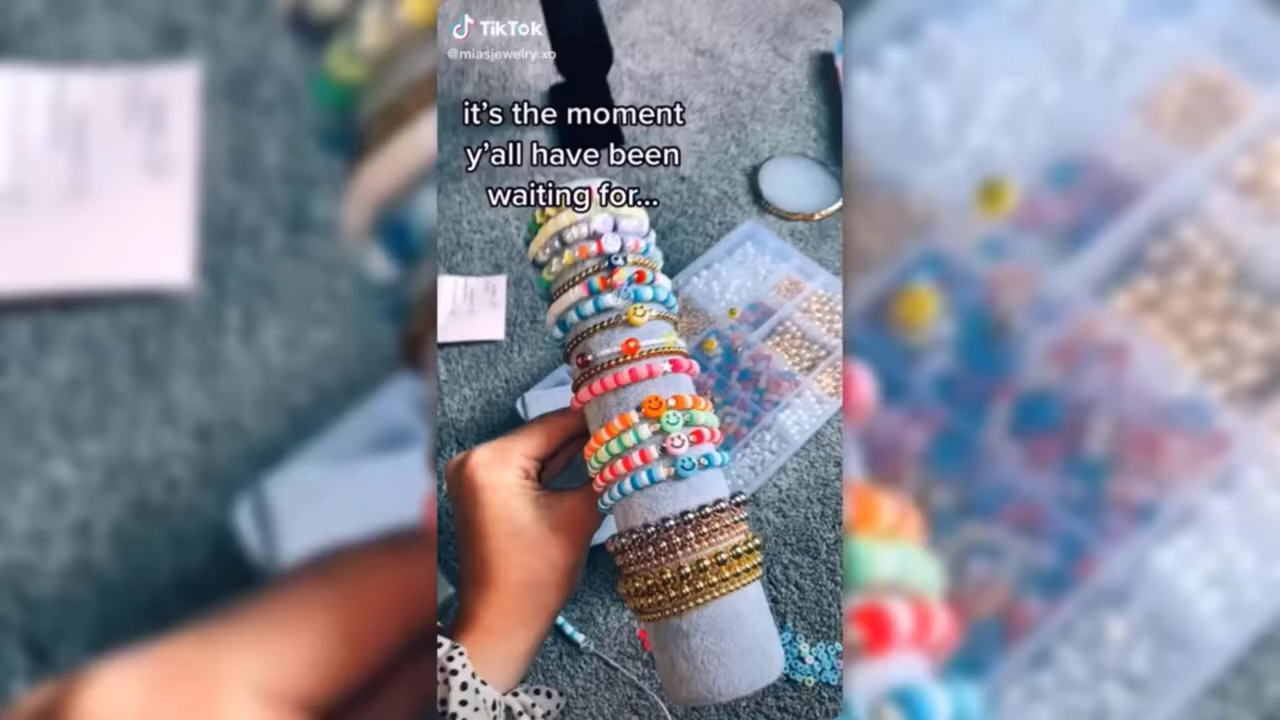 TikTok
@miasjewelry.xo
it's the moment
y'all have been
waiting for...